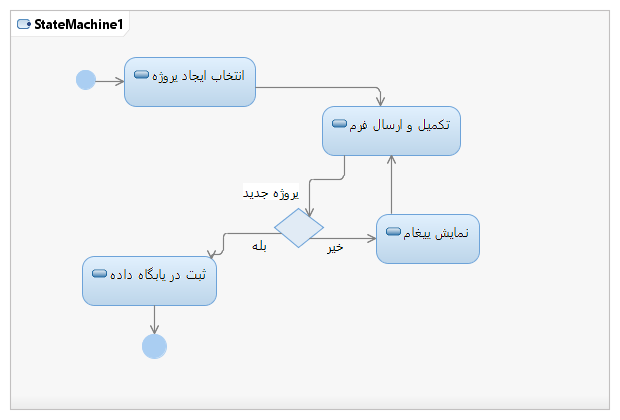 StateMachine1
انتخاب ایجاد پروژه
تکمیل و ارسال فرم
پروژه جدید
نمایش پیغام
خیر
بله
ثبت در پایگاه داده